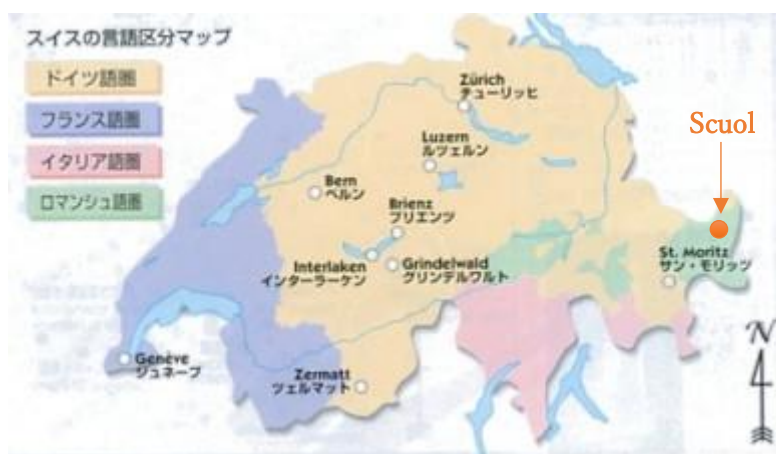 スイスの言語区分マップ
ドイツ語圏
フランス語圏
イタリア語圏
ロマンシュ語圏
Zürich
チューリッヒ
Scuol
Luzern
ルツェルン
Bern
ベルン
Brienz
ブリエンツ
Interlaken
インターラーケン
Grindelwald
グリンデルワルト
St. Moritz
サン・モリッツ
Genève
ジュネーブ
Zermatt
ツェルマット
N